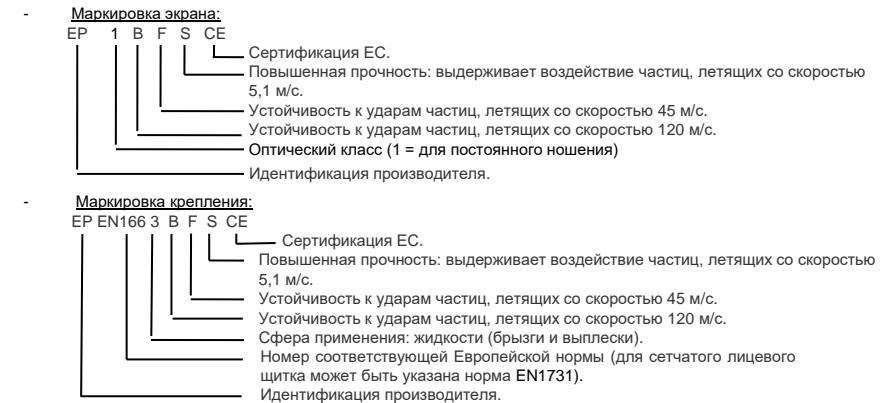 - Маркировка экрана:
EP 1 B F S CE
Сертификация ЕС.
Повышенная прочность: выдерживает воздействие частиц, летящих со скоростью
5,1 м/с.
Устойчивость к ударам частиц, летящих со скоростью 45 м/с.
Устойчивость к ударам частиц, летящих со скоростью 120 м/с.
Оптический класс (1 = для постоянного ношения)
Идентификация производителя.
- Маркировка крепления:
EP EN166 3 B F S CE
Сертификация ЕС.
Повышенная прочность: выдерживает воздействие частиц, летящих со скоростью
5,1 м/с.
Устойчивость к ударам частиц, летящих со скоростью 45 м/с.
Устойчивость к ударам частиц, летящих со скоростью 120 м/с.
Сфера применения: жидкости (брызги и выплески).
Номер соответствующей Европейской нормы (для сетчатого лицевого
щитка может быть указана норма EN1731).
Идентификация производителя.